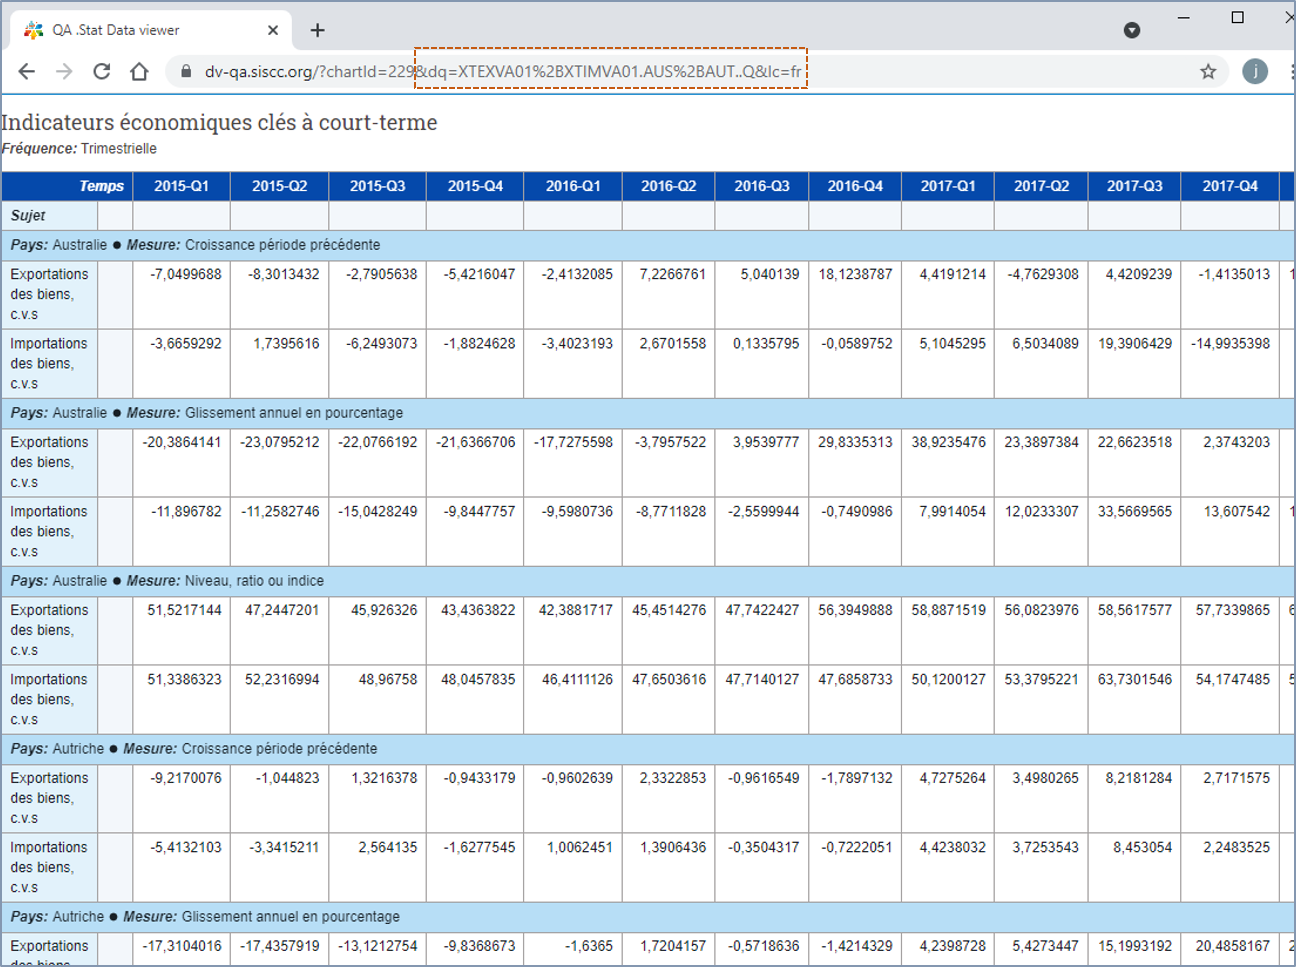 QA .Stat Data viewer
dv-qa.siscc.org/?chartId=229&dq=XTEXVA01%2BXTIMVA01.AUS%2BAUT..Q&lc=fr
j
Indicateurs économiques clés à court-terme
Fréquence: Trimestrielle
Temps 2015-Q1 2015-Q2 2015-Q3 2015-Q4 2016-Q1 2016-Q2 2016-Q3 2016-Q4 2017-Q1 2017-Q2 2017-Q3 2017-Q4
Sujet
Pays: Australie ● Mesure: Croissance période précédente
Exportations des biens, c.v.s -7,0499688 -8,3013432 -2,7905638 -5,4216047 -2,4132085 7,2266761 5,040139 18,1238787 4,4191214 -4,7629308 4,4209239 -1,4135013
Importations des biens, c.v.s -3,6659292 1,7395616 -6,2493073 -1,8824628 -3,4023193 2,6701558 0,1335795 -0,0589752 5,1045295 6,5034089 19,3906429 -14,9935398
Pays: Australie ● Mesure: Glissement annuel en pourcentage
Exportations des biens, c.v.s -20,3864141 -23,0795212 -22,0766192 -21,6366706 -17,7275598 -3,7957522 3,9539777 29,8335313 38,9235476 23,3897384 22,6623518 2,3743203
Importations des biens, c.v.s -11,896782 -11,2582746 -15,0428249 -9,8447757 -9,5980736 -8,7711828 -2,5599944 -0,7490986 7,9914054 12,0233307 33,5669565 13,607542
Pays: Australie ● Mesure: Niveau, ratio ou indice
Exportations des biens, c.v.s 51,5217144 47,2447201 45,926326 43,4363822 42,3881717 45,4514276 47,7422427 56,3949888 58,8871519 56,0823976 58,5617577 57,7339865
Importations des biens, c.v.s 51,3386323 52,2316994 48,96758 48,0457835 46,4111126 47,6503616 47,7140127 47,6858733 50,1200127 53,3795221 63,7301546 54,1747485
Pays: Autriche ● Mesure: Croissance période précédente
Exportations des biens, c.v.s -9,2170076 -1,044823 1,3216378 -0,9433179 -0,9602639 2,3322853 -0,9616549 -1,7897132 4,7275264 3,4980265 8,2181284 2,7171575
Importations des biens, c.v.s -5,4132103 -3,3415211 2,564135 -1,6277545 1,0062451 1,3906436 -0,3504317 -0,7222051 4,4238032 3,7253543 8,453054 2,2483525
Pays: Autriche ● Mesure: Glissement annuel en pourcentage
Exportations -17,3104016 -17,4357919 -13,1212754 -9,8368673 -1,6365 1,7204157 -0,5718636 -1,4214329 4,2398728 5,4273447 15,1993192 20,4858167